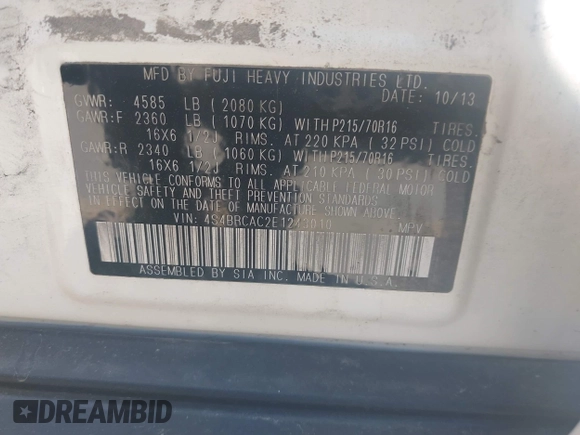 MFD BY FUJI HEAVY INDUSTRIES LTD.
DATE: 10/13
GVWR: 4585 LB (2080 KG)
GAWR:F 2360 LB (1070 KG) WITH P215/70R16 TIRES.
16X6 1/2J RIMS. AT 220 KPA (32 PSI) COLD
GAWR:R 2340 LB (1060 KG) WITH P215/70R16 TIRES.
16X6 1/2J RIMS. AT 210 KPA (30 PSI) COLD
THIS VEHICLE CONFORMS TO ALL APPLICABLE FEDERAL MOTOR
VEHICLE SAFETY AND THEFT PREVENTION STANDARDS
IN EFFECT ON THE DATE OF MANUFACTURE SHOWN ABOVE.
VIN: 4S4BRCAC2E1243010 MPV
ASSEMBLED BY SIA INC. MADE IN U.S.A.
DREAMBID